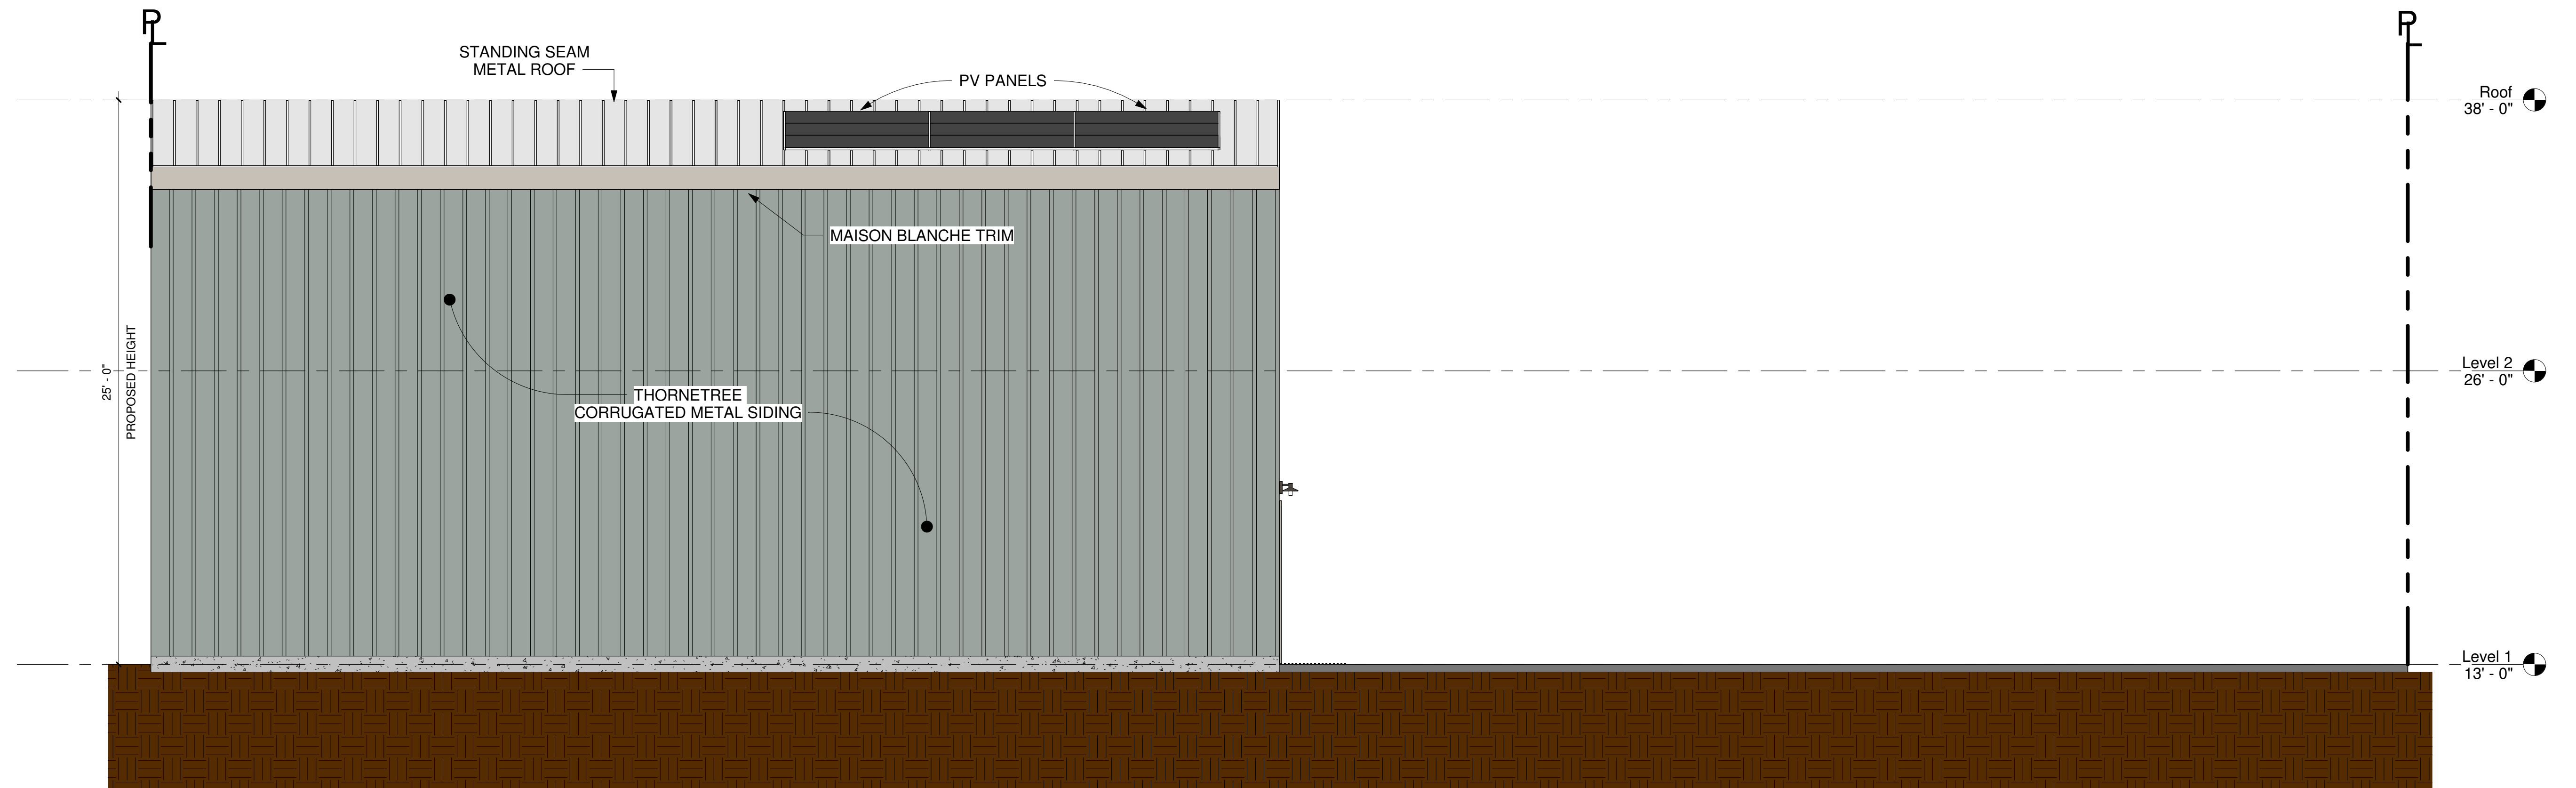 PL
PL
STANDING SEAM
METAL ROOF
PV PANELS
Roof
38' - 0"
MAISON BLANCHE TRIM
25' - 0"
PROPOSED HEIGHT
Level 2
26' - 0"
THORNETREE
CORRUGATED METAL SIDING
Level 1
13' - 0"